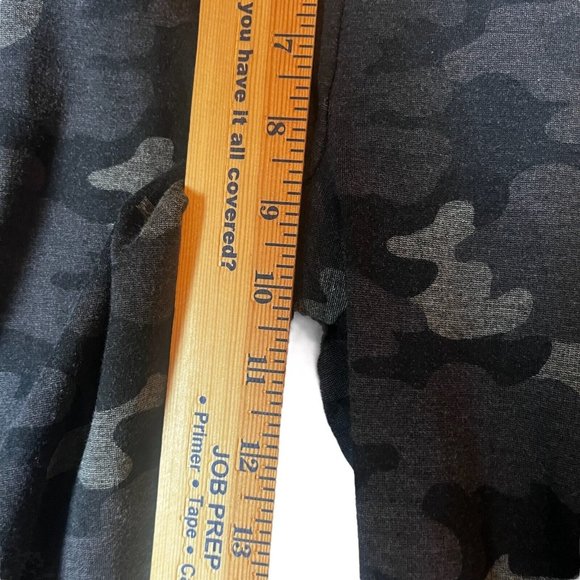 you have it all covered?
JOB PREP
• Primer • Tape • C
7
8
9
10
11
12
13